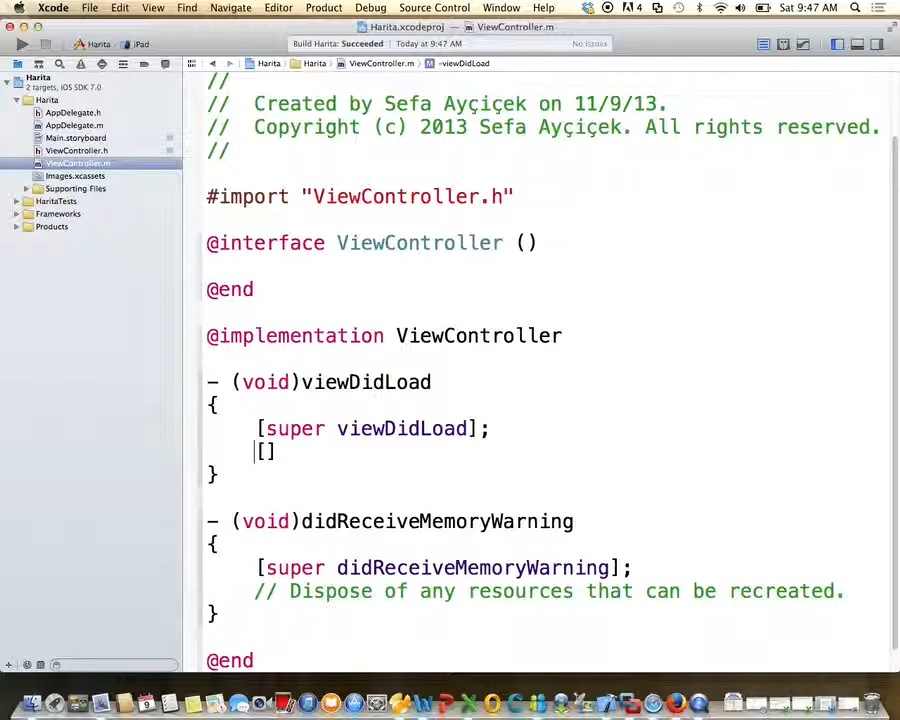 Xcode File Edit View Find Navigate Editor Product Debug Source Control Window Help 4 Sat 9:47 AM
Harita.xcodeproj — ViewController.m
Harita iPad Build Harita: Succeeded Today at 9:47 AM No Issues
Harita Harita ViewController.m -viewDidLoad
Harita
2 targets, iOS SDK 7.0
Harita
AppDelegate.h
AppDelegate.m
Main.storyboard
ViewController.h
ViewController.m
Images.xcassets
Supporting Files
HaritaTests
Frameworks
Products
//
// Created by Sefa Ayçiçek on 11/9/13.
// Copyright (c) 2013 Sefa Ayçiçek. All rights reserved.
//
#import "ViewController.h"
@interface ViewController ()
@end
@implementation ViewController
- (void)viewDidLoad
{
[super viewDidLoad];
[]
}
- (void)didReceiveMemoryWarning
{
[super didReceiveMemoryWarning];
// Dispose of any resources that can be recreated.
}
@end